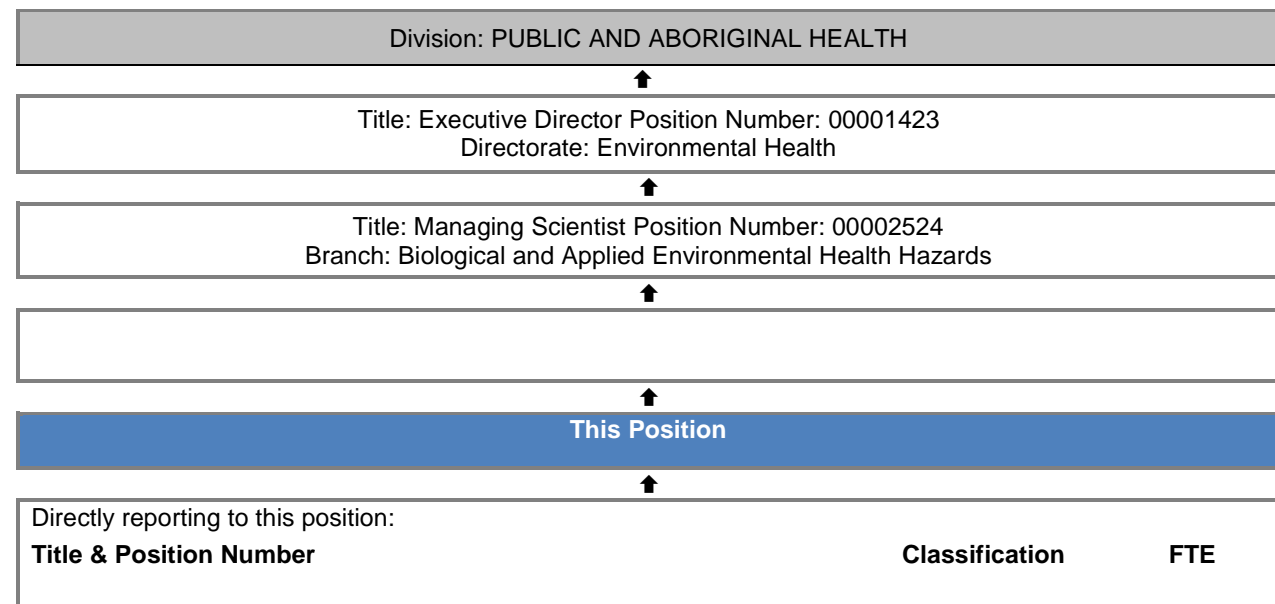 Division: PUBLIC AND ABORIGINAL HEALTH
Title: Executive Director Position Number: 00001423
Directorate: Environmental Health
Title: Managing Scientist Position Number: 00002524
Branch: Biological and Applied Environmental Health Hazards
This Position
Directly reporting to this position:
Title & Position Number Classification FTE